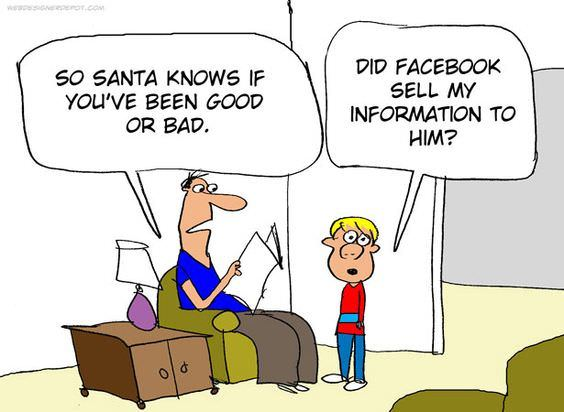 WEBDESIGNERDEPOT.COM
SO SANTA KNOWS IF
YOU'VE BEEN GOOD
OR BAD.
DID FACEBOOK
SELL MY
INFORMATION TO
HIM?